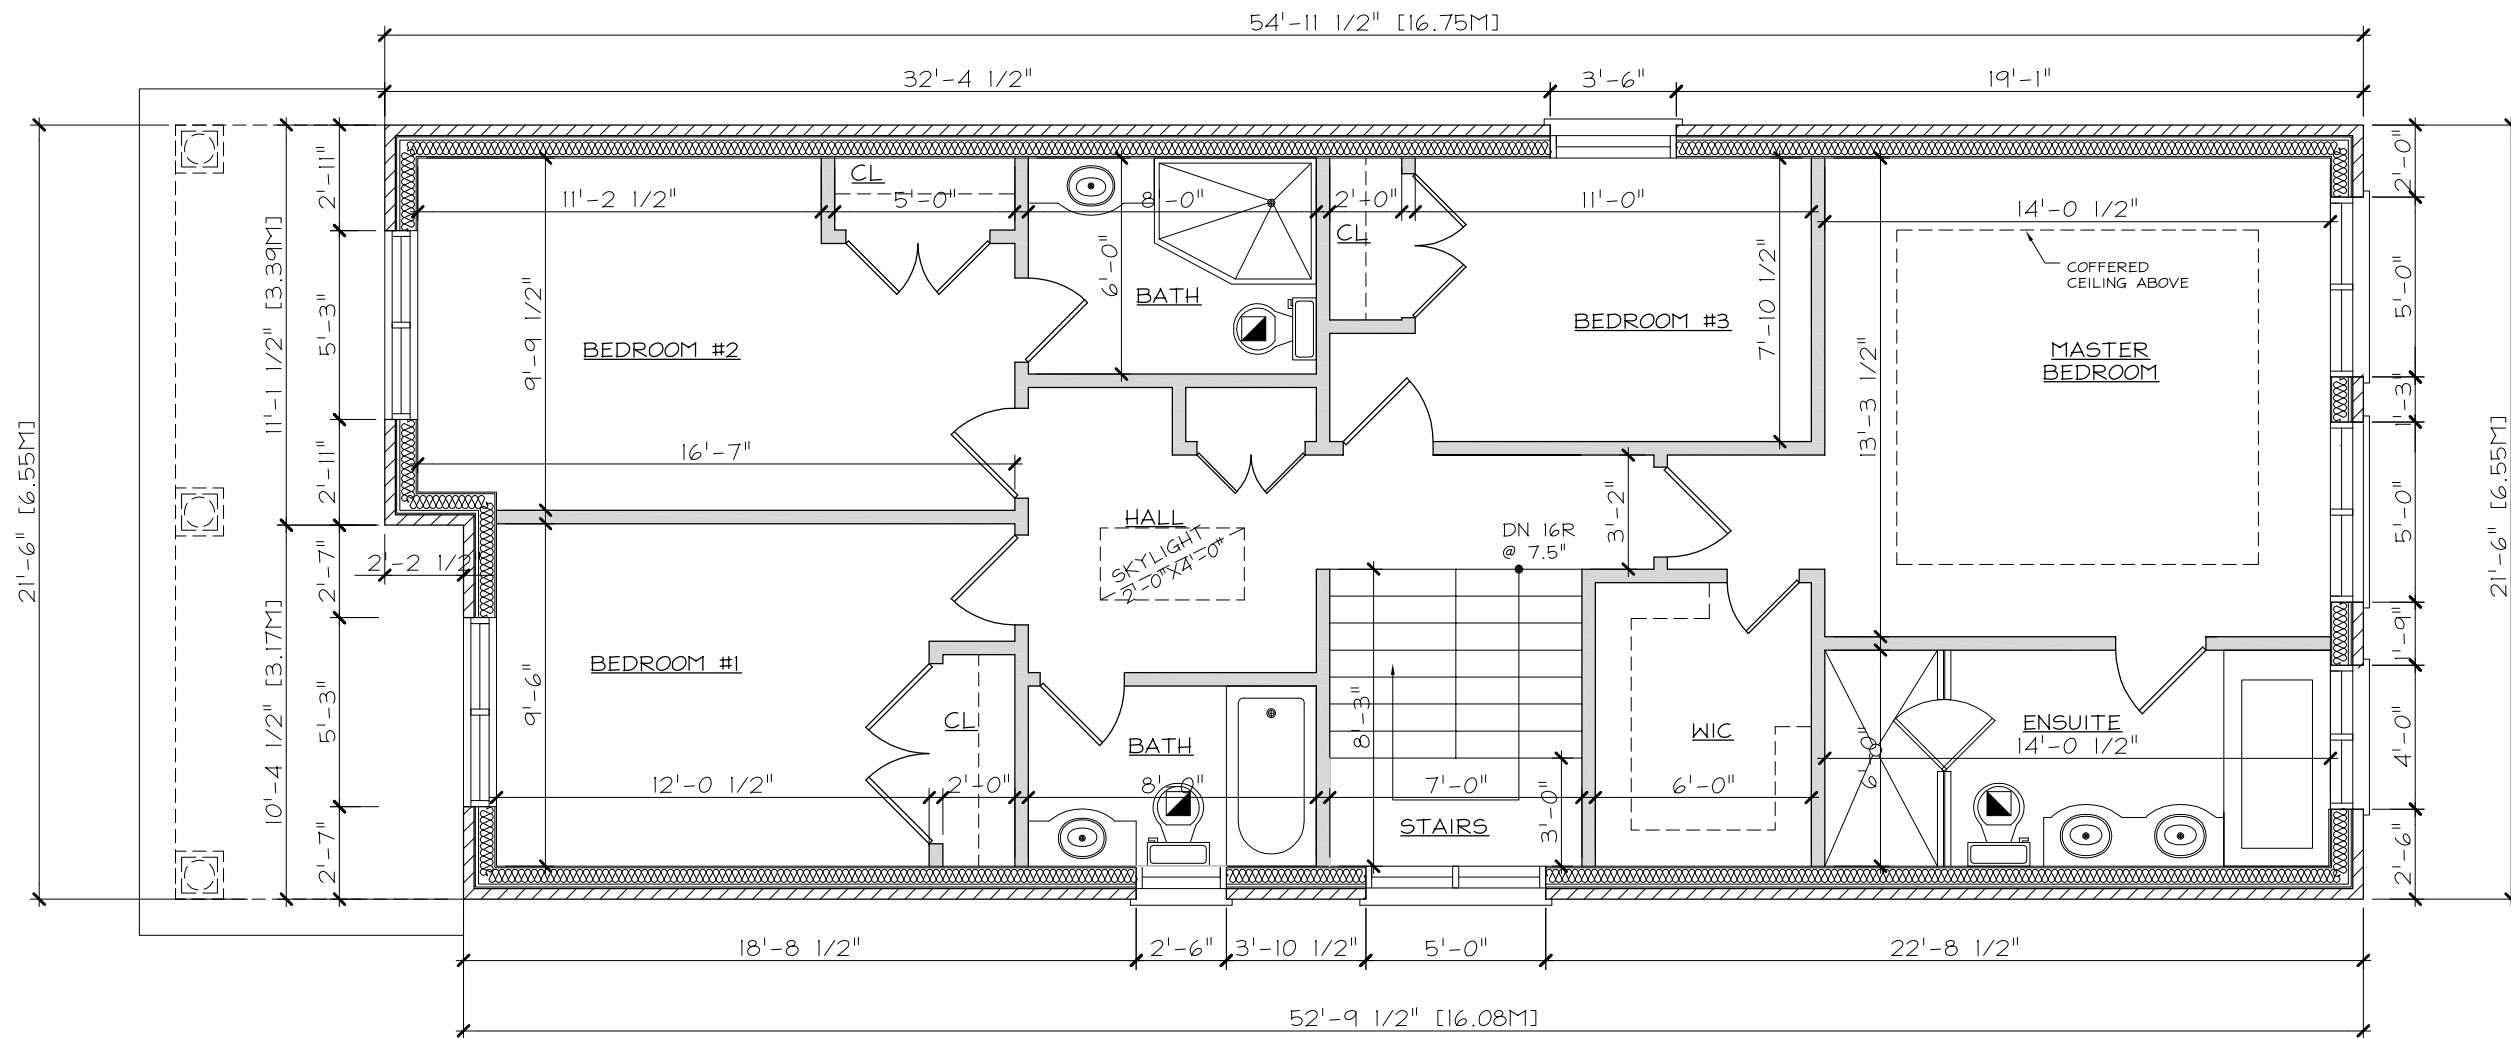 54'-11 1/2" [16.75M]
32'-4 1/2"
3'-6"
19'-1"
CL
11'-2 1/2"
5'-0"
8'-0"
2'-0"
11'-0"
14'-0 1/2"
CL
COFFERED
CEILING ABOVE
BATH
6'-0"
BEDROOM #3
7'-10 1/2"
BEDROOM #2
9'-9 1/2"
MASTER
BEDROOM
13'-3 1/2"
16'-7"
HALL
SKYLIGHT
2'-0"X4'-0"
DN 16R
@ 7.5"
3'-2"
2'-11"
5'-3"
2'-11"
11'-1 1/2" [3.39M]
21'-6" [6.55M]
2'-2 1/2"
2'-7"
5'-3"
2'-7"
10'-4 1/2" [3.17M]
2'-0"
5'-0"
1'-3"
5'-0"
1'-9"
4'-0"
2'-6"
21'-6" [6.55M]
BEDROOM #1
9'-6"
CL
BATH
8'-3"
WIC
ENSUITE
14'-0 1/2"
6'-0"
12'-0 1/2"
2'-0"
8'-0"
7'-0"
6'-0"
3'-0"
STAIRS
18'-8 1/2"
2'-6"
3'-10 1/2"
5'-0"
22'-8 1/2"
52'-9 1/2" [16.08M]